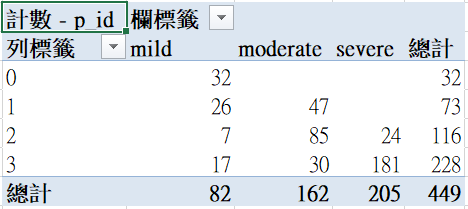 計數 - p_id 欄標籤
列標籤 mild moderate severe 總計
0 32 32
1 26 47 73
2 7 85 24 116
3 17 30 181 228
總計 82 162 205 449